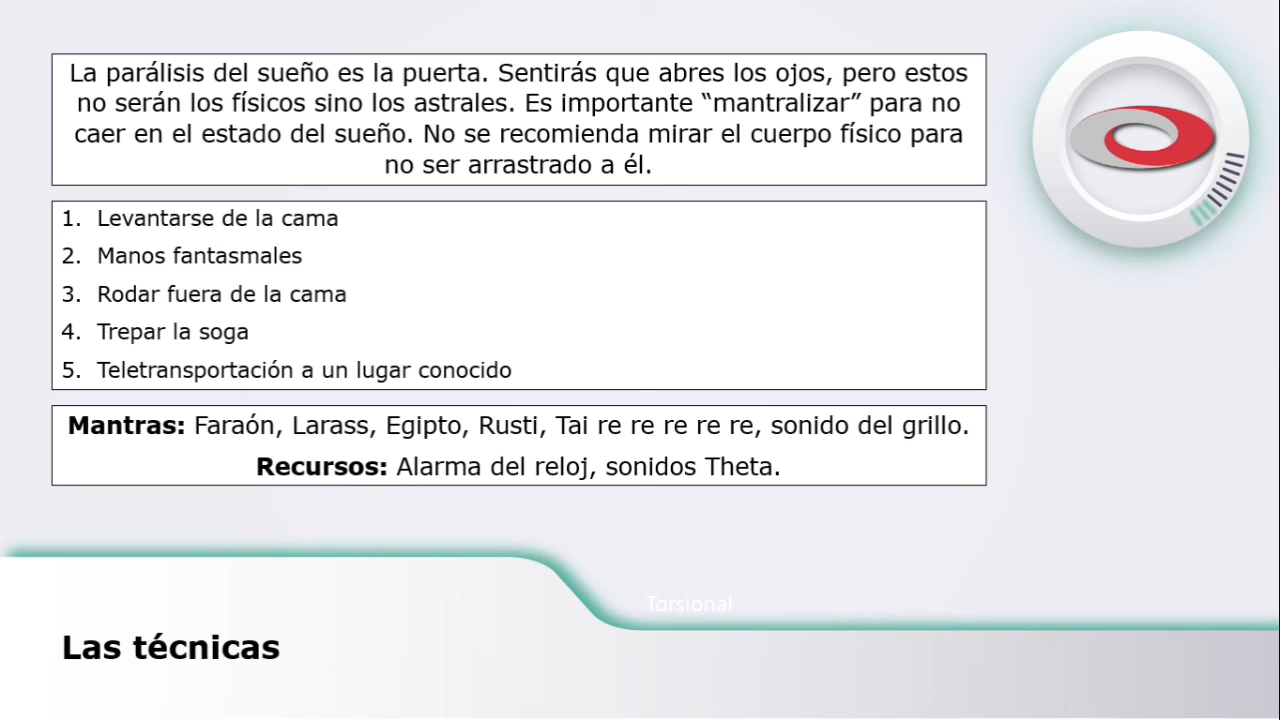 La parálisis del sueño es la puerta. Sentirás que abres los ojos, pero estos
no serán los físicos sino los astrales. Es importante “mantralizar” para no
caer en el estado del sueño. No se recomienda mirar el cuerpo físico para
no ser arrastrado a él.
1. Levantarse de la cama
2. Manos fantasmales
3. Rodar fuera de la cama
4. Trepar la soga
5. Teletransportación a un lugar conocido
Mantras: Faraón, Larass, Egipto, Rusti, Tai re re re re re, sonido del grillo.
Recursos: Alarma del reloj, sonidos Theta.
Torsional
Las técnicas